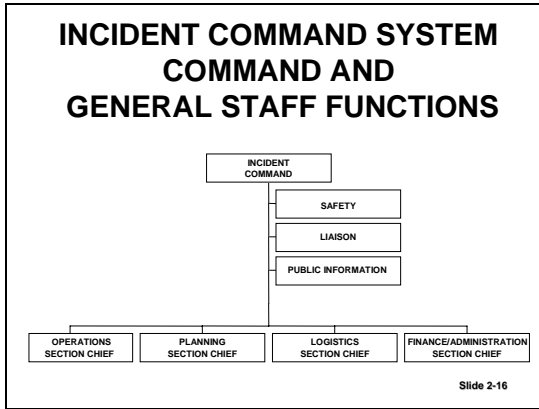 INCIDENT COMMAND SYSTEM
COMMAND AND
GENERAL STAFF FUNCTIONS
INCIDENT
COMMAND
SAFETY
LIAISON
PUBLIC INFORMATION
OPERATIONS
SECTION CHIEF
PLANNING
SECTION CHIEF
LOGISTICS
SECTION CHIEF
FINANCE/ADMINISTRATION
SECTION CHIEF
Slide 2-16